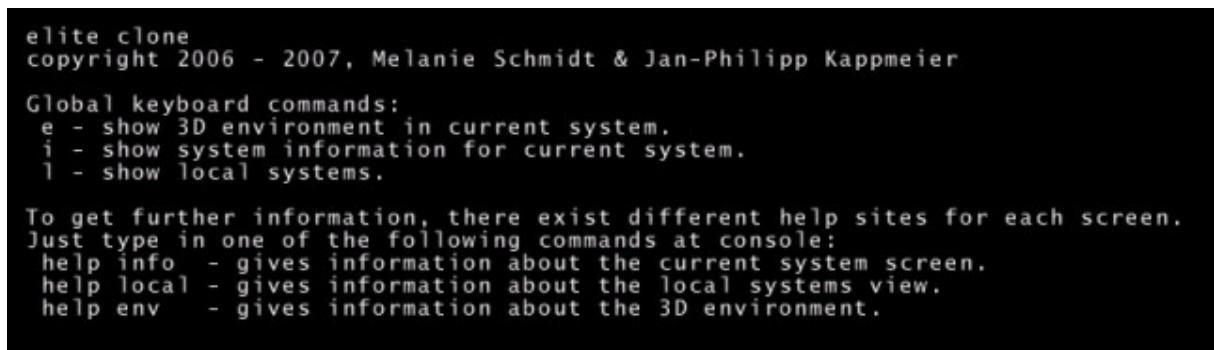 elite clone
copyright 2006 - 2007, Melanie Schmidt & Jan-Philipp Kappmeier
Global keyboard commands:
e - show 3D environment in current system.
i - show system information for current system.
l - show local systems.
To get further information, there exist different help sites for each screen.
Just type in one of the following commands at console:
help info - gives information about the current system screen.
help local - gives information about the local systems view.
help env - gives information about the 3D environment.